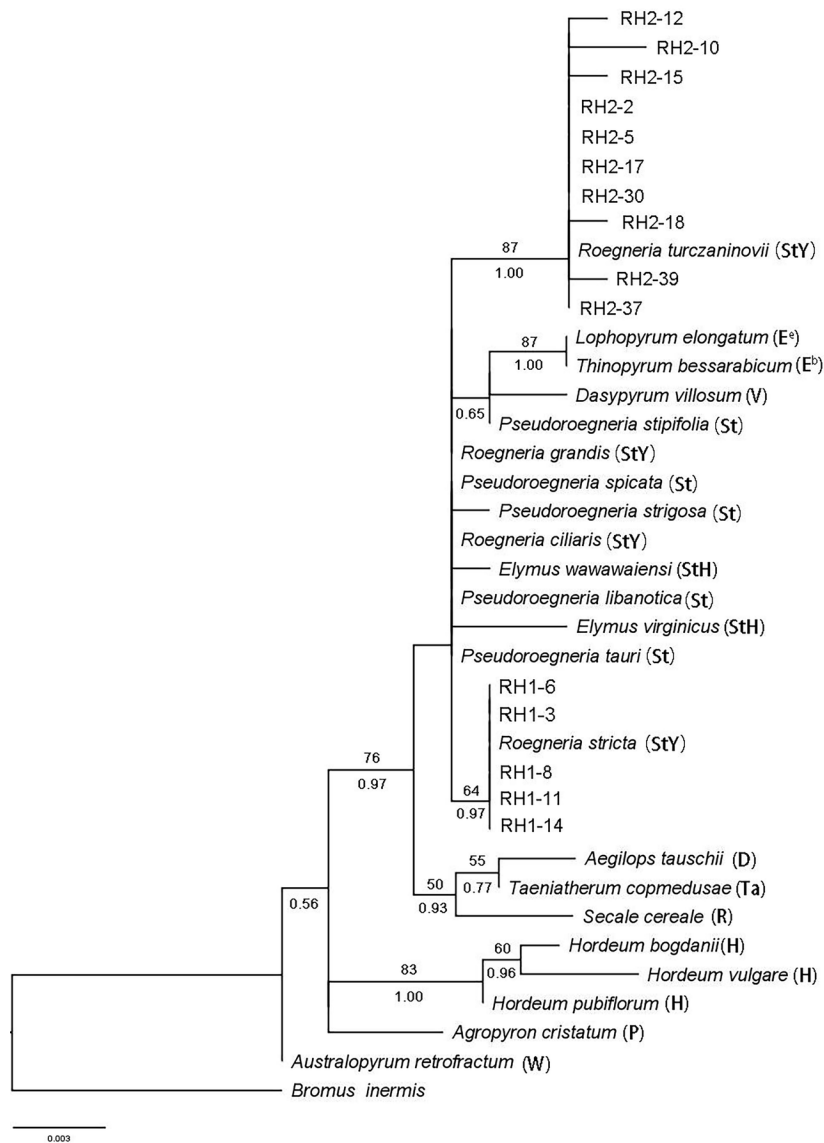 RH2-12
RH2-10
RH2-15
RH2-2
RH2-5
RH2-17
RH2-30
RH2-18
87
Roegneria turczaninovii (StY)
1.00
RH2-39
RH2-37
87
Lophopyrum elongatum (Eᵉ)
1.00
Thinopyrum bessarabicum (Eᵇ)
Dasypyrum villosum (V)
0.65
Pseudoroegneria stipifolia (St)
Roegneria grandis (StY)
Pseudoroegneria spicata (St)
Pseudoroegneria strigosa (St)
Roegneria ciliaris (StY)
Elymus wawawaiensi (StH)
Pseudoroegneria libanotica (St)
Elymus virginicus (StH)
Pseudoroegneria tauri (St)
RH1-6
RH1-3
Roegneria stricta (StY)
76
RH1-8
0.97
64
RH1-11
0.97
RH1-14
55
Aegilops tauschii (D)
0.77
Taeniatherum copmedusae (Ta)
50
0.93
Secale cereale (R)
0.56
60
Hordeum bogdanii (H)
0.96
Hordeum vulgare (H)
83
1.00
Hordeum pubiflorum (H)
Agropyron cristatum (P)
Australopyrum retrofractum (W)
Bromus inermis
0.003